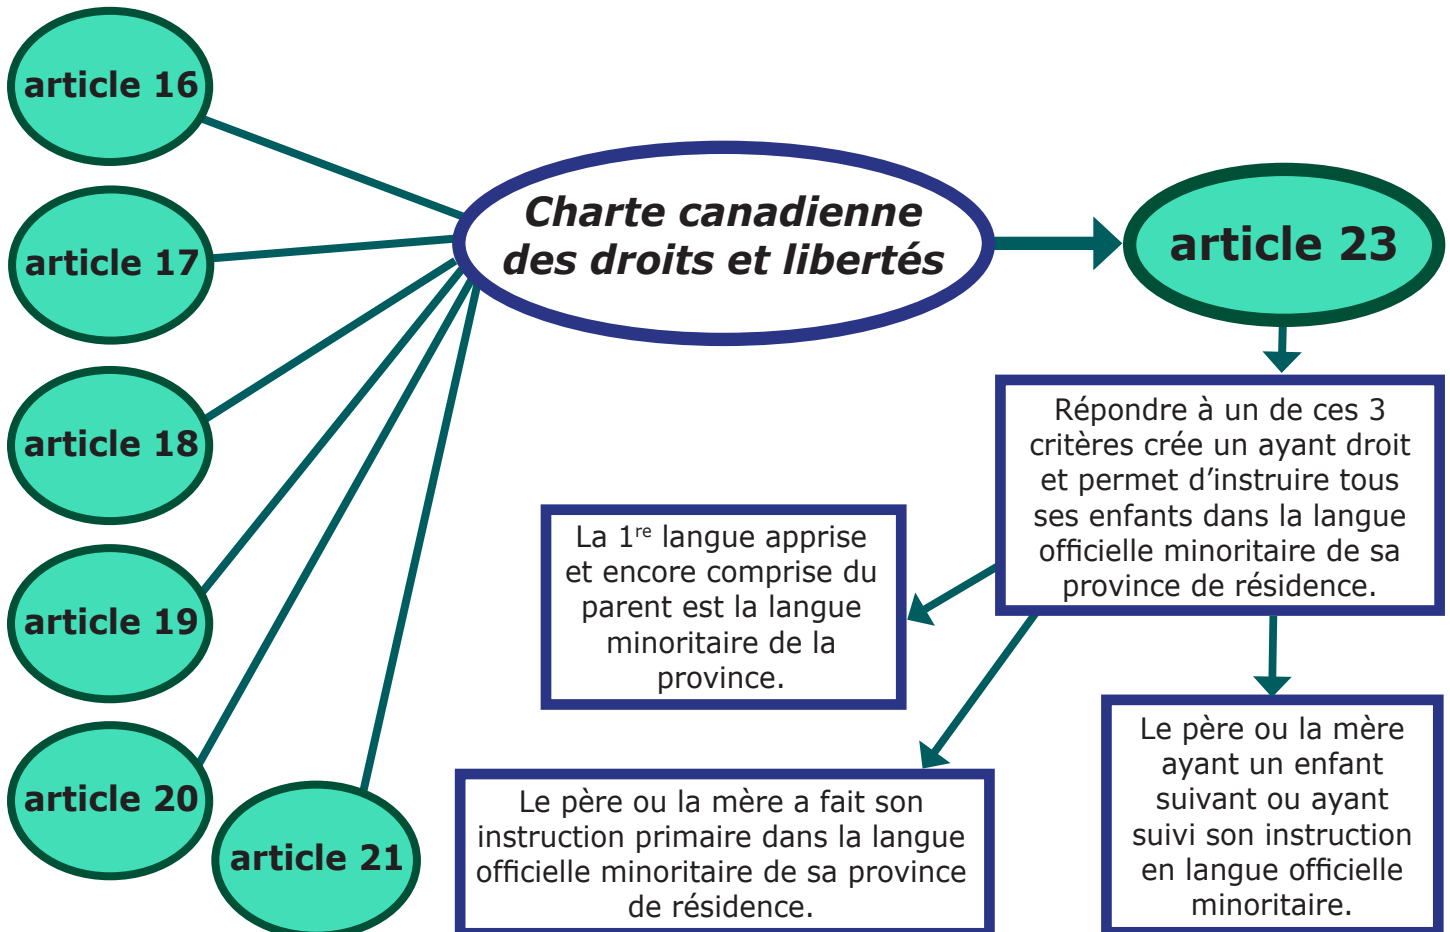 article 16
article 17
article 18
article 19
article 20
article 21
Charte canadienne
des droits et libertés
article 23
Répondre à un de ces 3
critères crée un ayant droit
et permet d’instruire tous
ses enfants dans la langue
officielle minoritaire de sa
province de résidence.
La 1re langue apprise
et encore comprise du
parent est la langue
minoritaire de la
province.
Le père ou la mère a fait son
instruction primaire dans la langue
officielle minoritaire de sa province
de résidence.
Le père ou la mère
ayant un enfant
suivant ou ayant
suivi son instruction
en langue officielle
minoritaire.